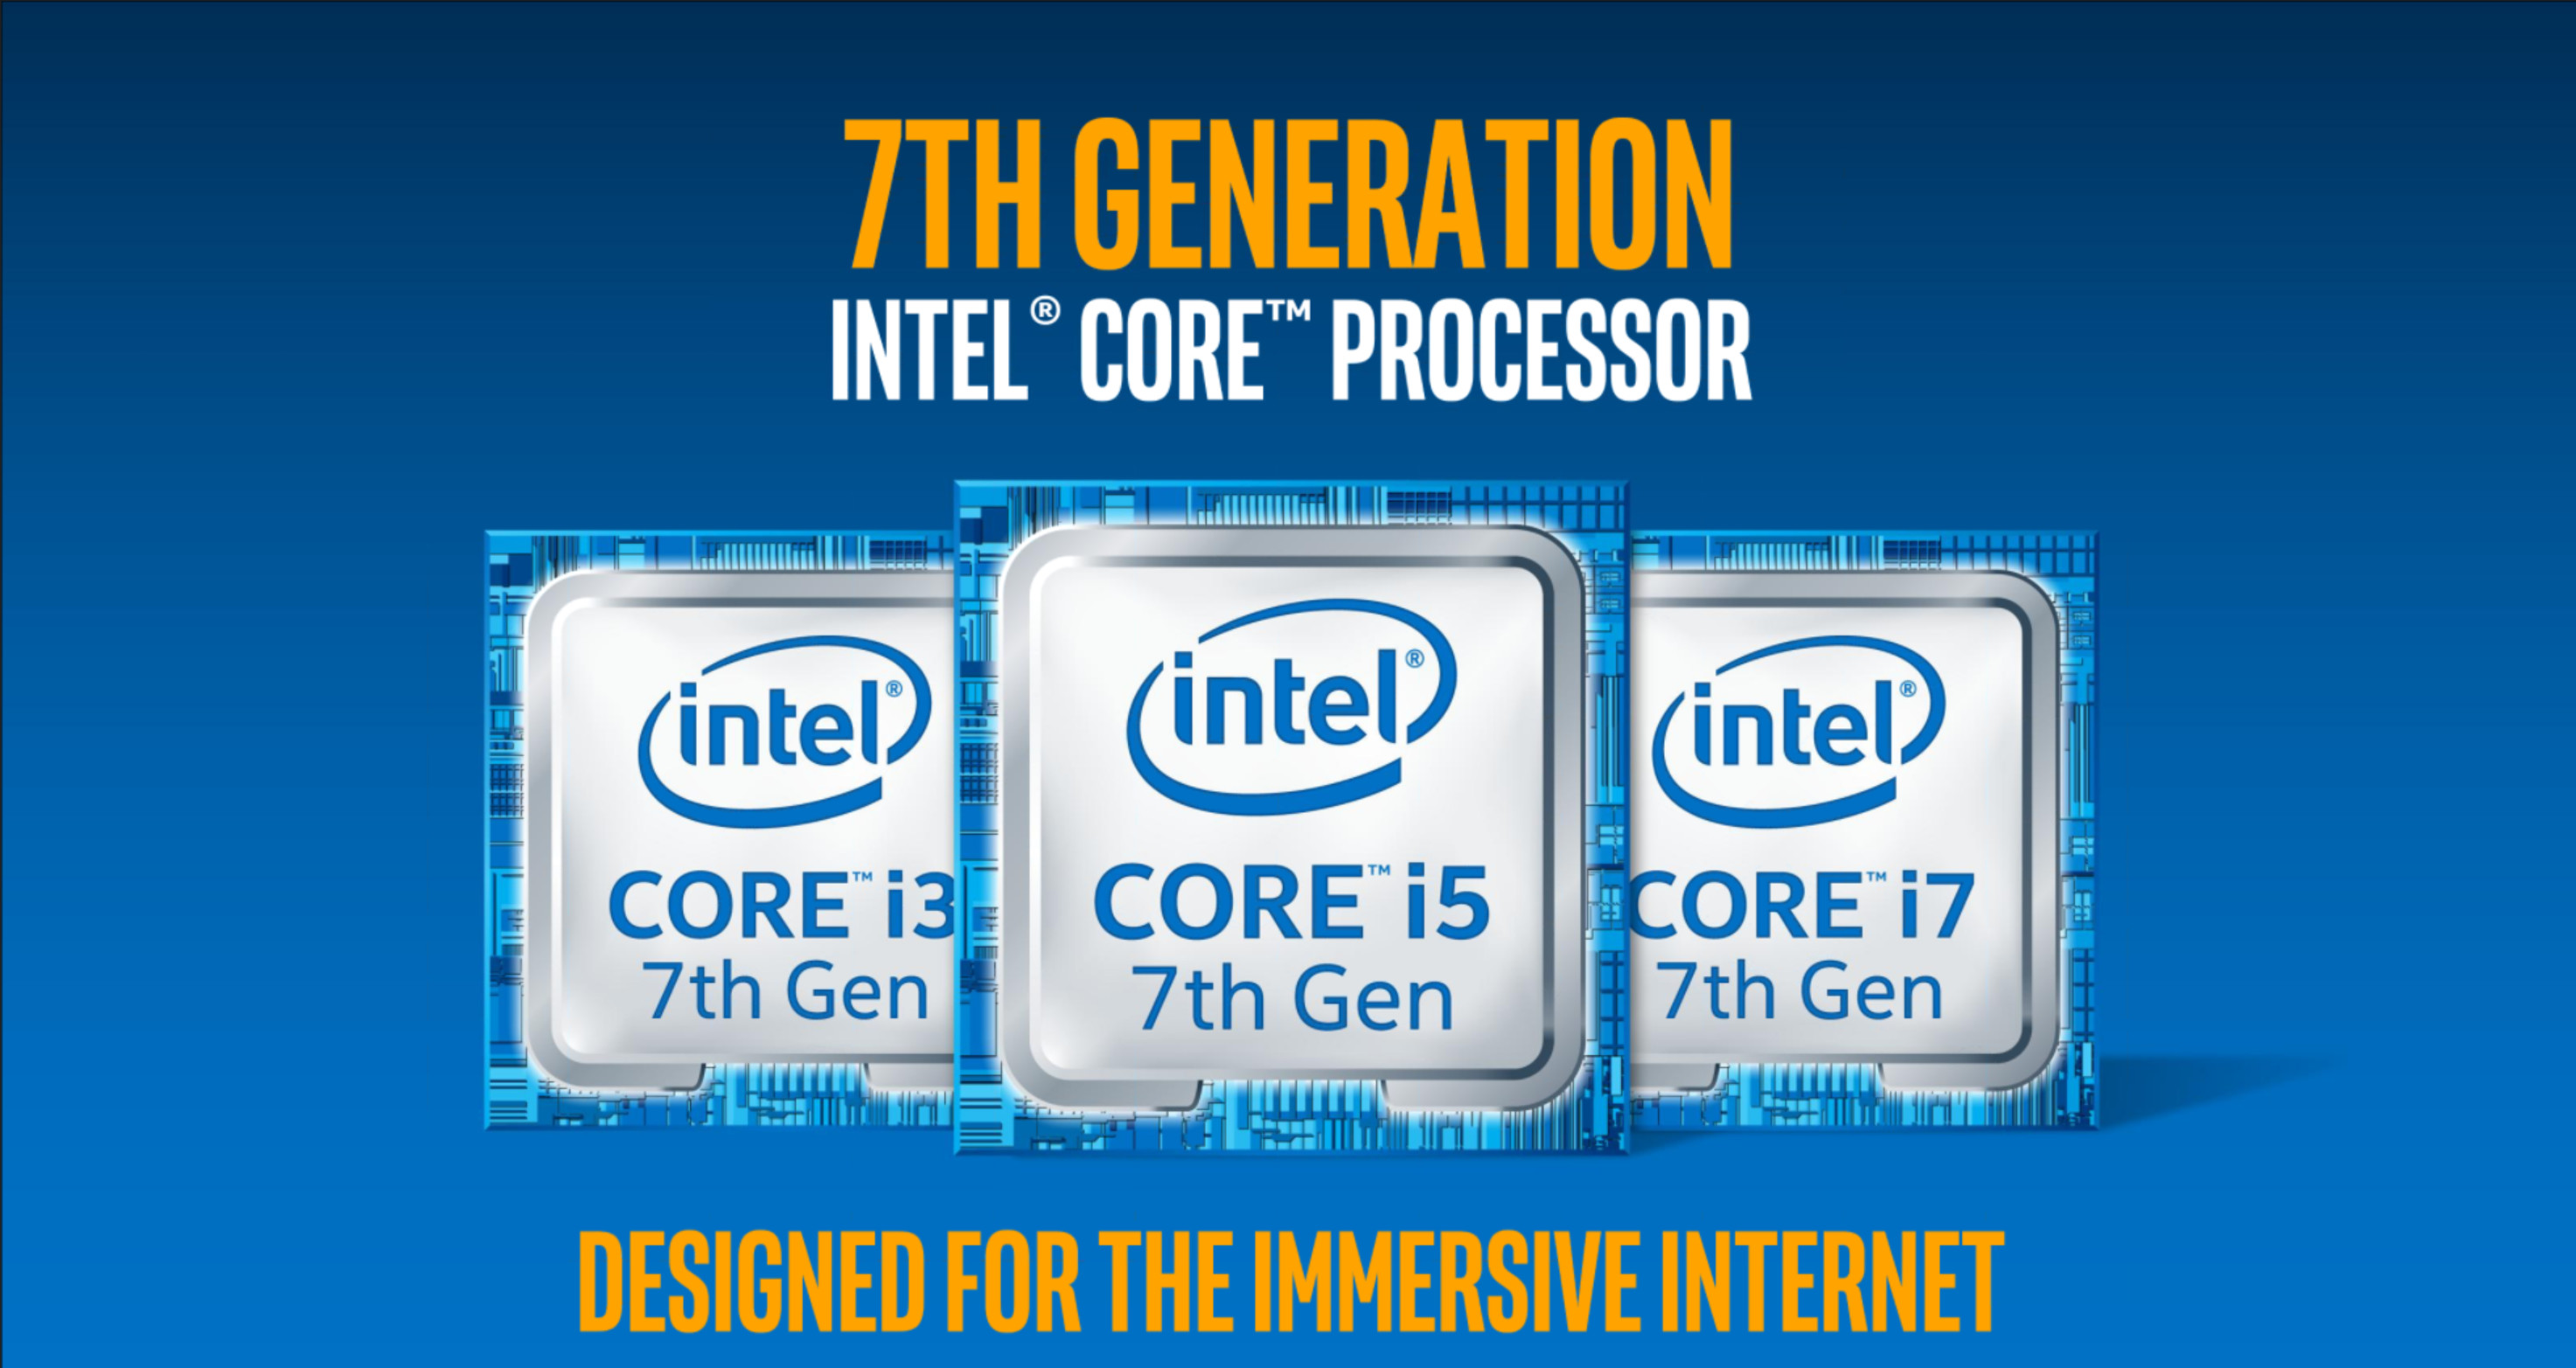 7TH GENERATION
INTEL® CORE™ PROCESSOR
intel®
CORE™ i3
7th Gen
intel®
CORE™ i5
7th Gen
intel®
CORE™ i7
7th Gen
DESIGNED FOR THE IMMERSIVE INTERNET